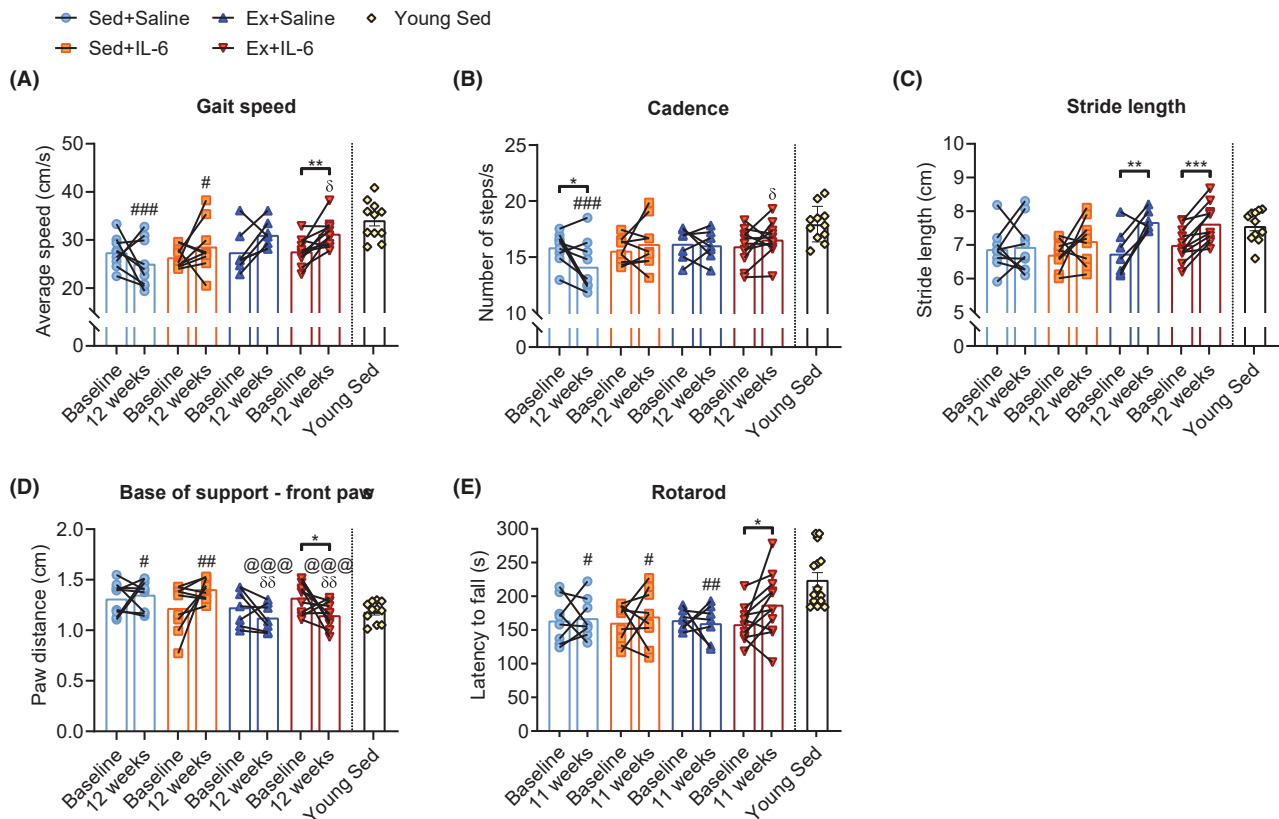 Sed+Saline Ex+Saline Young Sed
Sed+IL-6 Ex+IL-6
(A)
Gait speed
Average speed (cm/s)
50
40
30
20
0
###
#
**
δ
Baseline
12 weeks
Baseline
12 weeks
Baseline
12 weeks
Baseline
12 weeks
Young Sed
(B)
Cadence
Number of steps/s
25
20
15
10
0
*
###
δ
Baseline
12 weeks
Baseline
12 weeks
Baseline
12 weeks
Baseline
12 weeks
Young Sed
(C)
Stride length
Stride length (cm)
10
9
8
7
6
5
0
**
***
Baseline
12 weeks
Baseline
12 weeks
Baseline
12 weeks
Baseline
12 weeks
Young Sed
(D)
Base of support - front paws
Paw distance (cm)
2.0
1.5
1.0
0.5
0.0
#
##
@@@
δδ
*
@@@
δδ
Baseline
12 weeks
Baseline
12 weeks
Baseline
12 weeks
Baseline
12 weeks
Young Sed
(E)
Rotarod
Latency to fall (s)
300
250
200
150
100
50
0
#
#
##
*
Baseline
11 weeks
Baseline
11 weeks
Baseline
11 weeks
Baseline
11 weeks
Young Sed